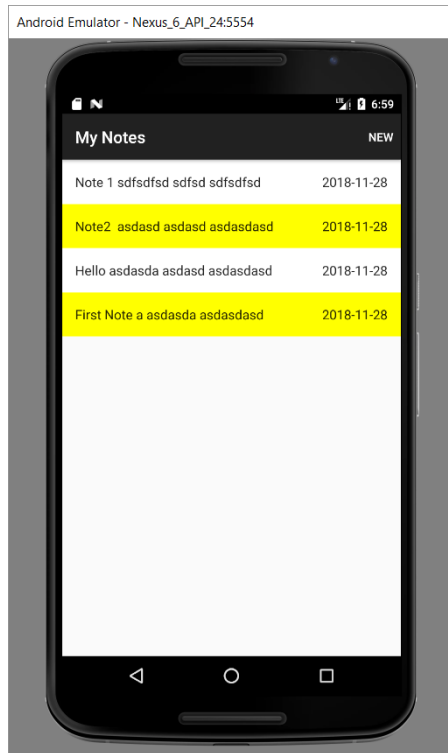 Android Emulator - Nexus_6_API_24:5554
LTE 6:59
My Notes NEW
Note 1 sdfsdfsd sdfsd sdfsdfsd 2018-11-28
Note2  asdasd asdasd asdasdasd 2018-11-28
Hello asdasda asdasd asdasdasd 2018-11-28
First Note a asdasda asdasdasd 2018-11-28